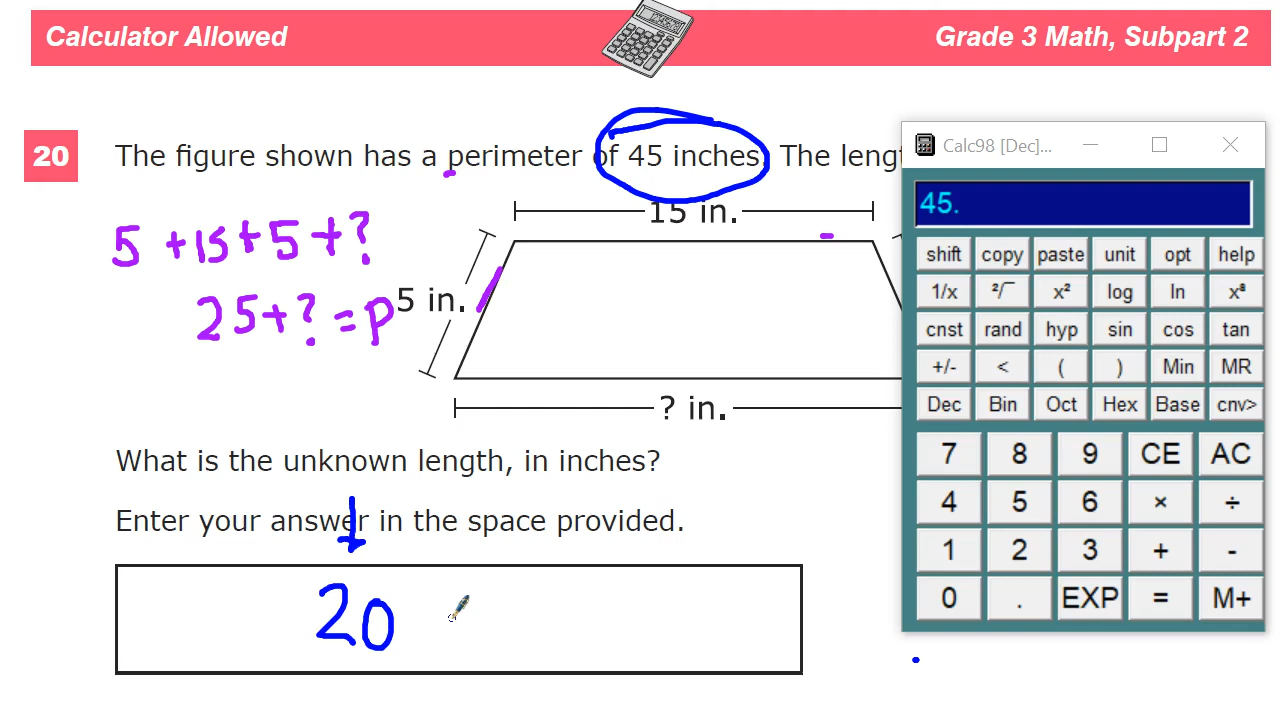 Calculator Allowed
Grade 3 Math, Subpart 2
20
The figure shown has a perimeter of 45 inches. The
Calc98 [Dec]...
45.
15 in.
5 + 15 + 5 + ?
25 + ? = P
5 in.
? in.
shift copy paste unit opt help
1/x ²√ x² log ln xª
cnst rand hyp sin cos tan
+/- < ( ) Min MR
Dec Bin Oct Hex Base cnv>
7 8 9 CE AC
4 5 6 × ÷
1 2 3 + -
0 . EXP = M+
What is the unknown length, in inches?
Enter your answer in the space provided.
20